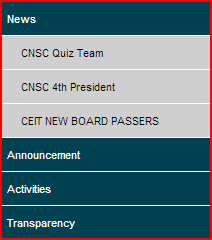 News
CNSC Quiz Team
CNSC 4th President
CEIT NEW BOARD PASSERS
Announcement
Activities
Transparency